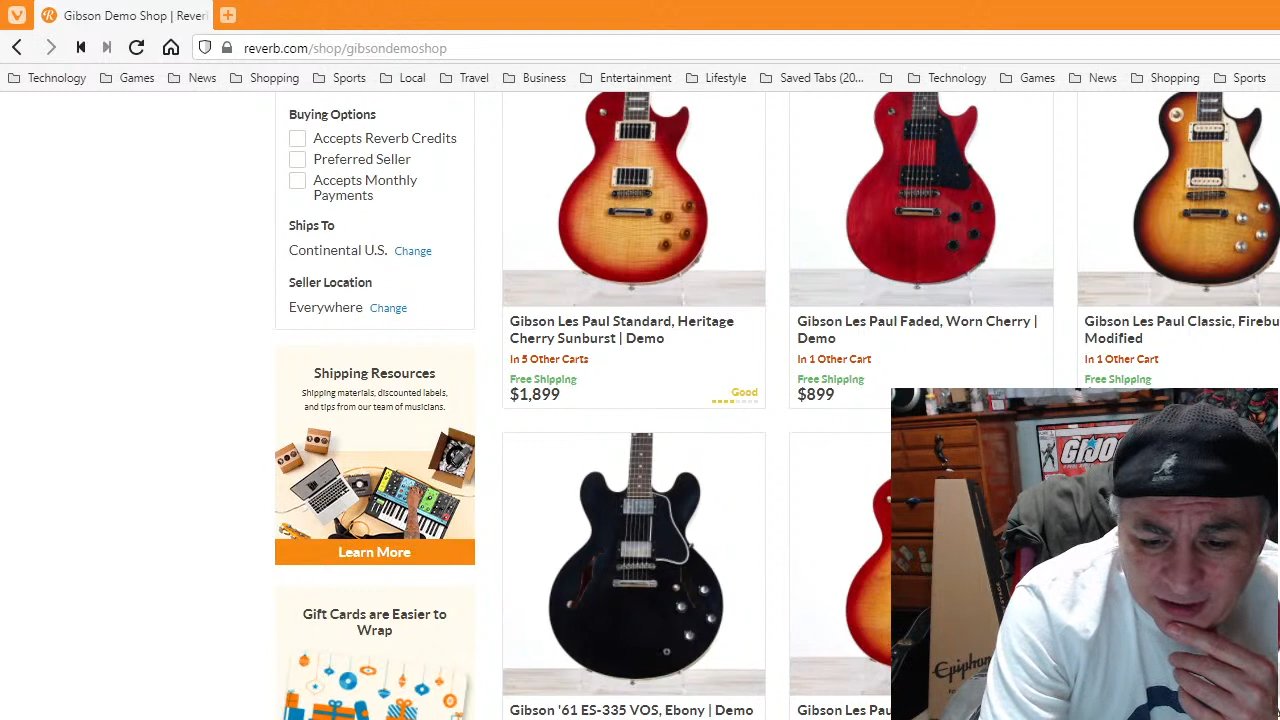 Gibson Demo Shop | Rever
reverb.com/shop/gibsondemoshop
Technology Games News Shopping Sports Local Travel Business Entertainment Lifestyle Saved Tabs (20... Technology Games News Shopping Sports
Buying Options
Accepts Reverb Credits
Preferred Seller
Accepts Monthly
Payments
Ships To
Continental U.S. Change
Seller Location
Everywhere Change
Shipping Resources
Shipping materials, discounted labels,
and tips from our team of musicians.
Learn More
Gift Cards are Easier to
Wrap
Gibson Les Paul Standard, Heritage
Cherry Sunburst | Demo
In 5 Other Carts
Free Shipping
$1,899
Good
Gibson Les Paul Faded, Worn Cherry |
Demo
In 1 Other Cart
Free Shipping
$899
Gibson Les Paul Classic, Firebu
Modified
In 1 Other Cart
Free Shipping
Gibson '61 ES-335 VOS, Ebony | Demo
Gibson Les Pau
GI JOE
Epiphon
KANGOL